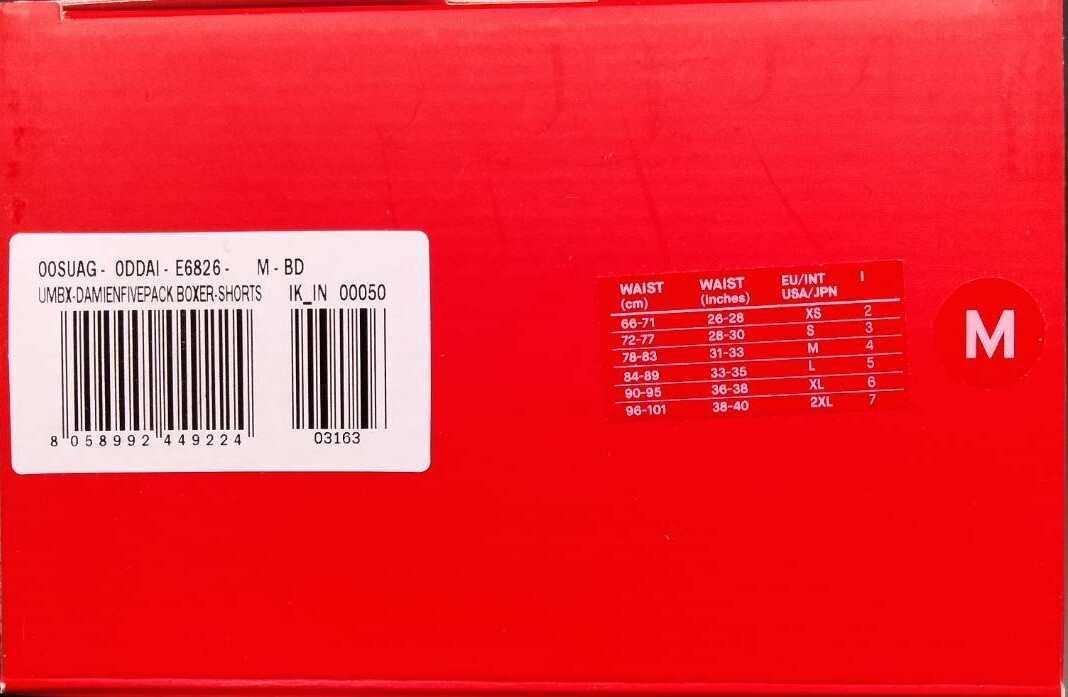 00SUAG - 0DDAI - E6826 - M - BD
UMBX-DAMIENFIVEPACK BOXER-SHORTS IK_IN 00050
8 058992 449224
03163
WAIST (cm) WAIST (inches) EU/INT USA/JPN I
66-71 26-28 XS 2
72-77 28-30 S 3
78-83 31-33 M 4
84-89 33-35 L 5
90-95 36-38 XL 6
96-101 38-40 2XL 7
M